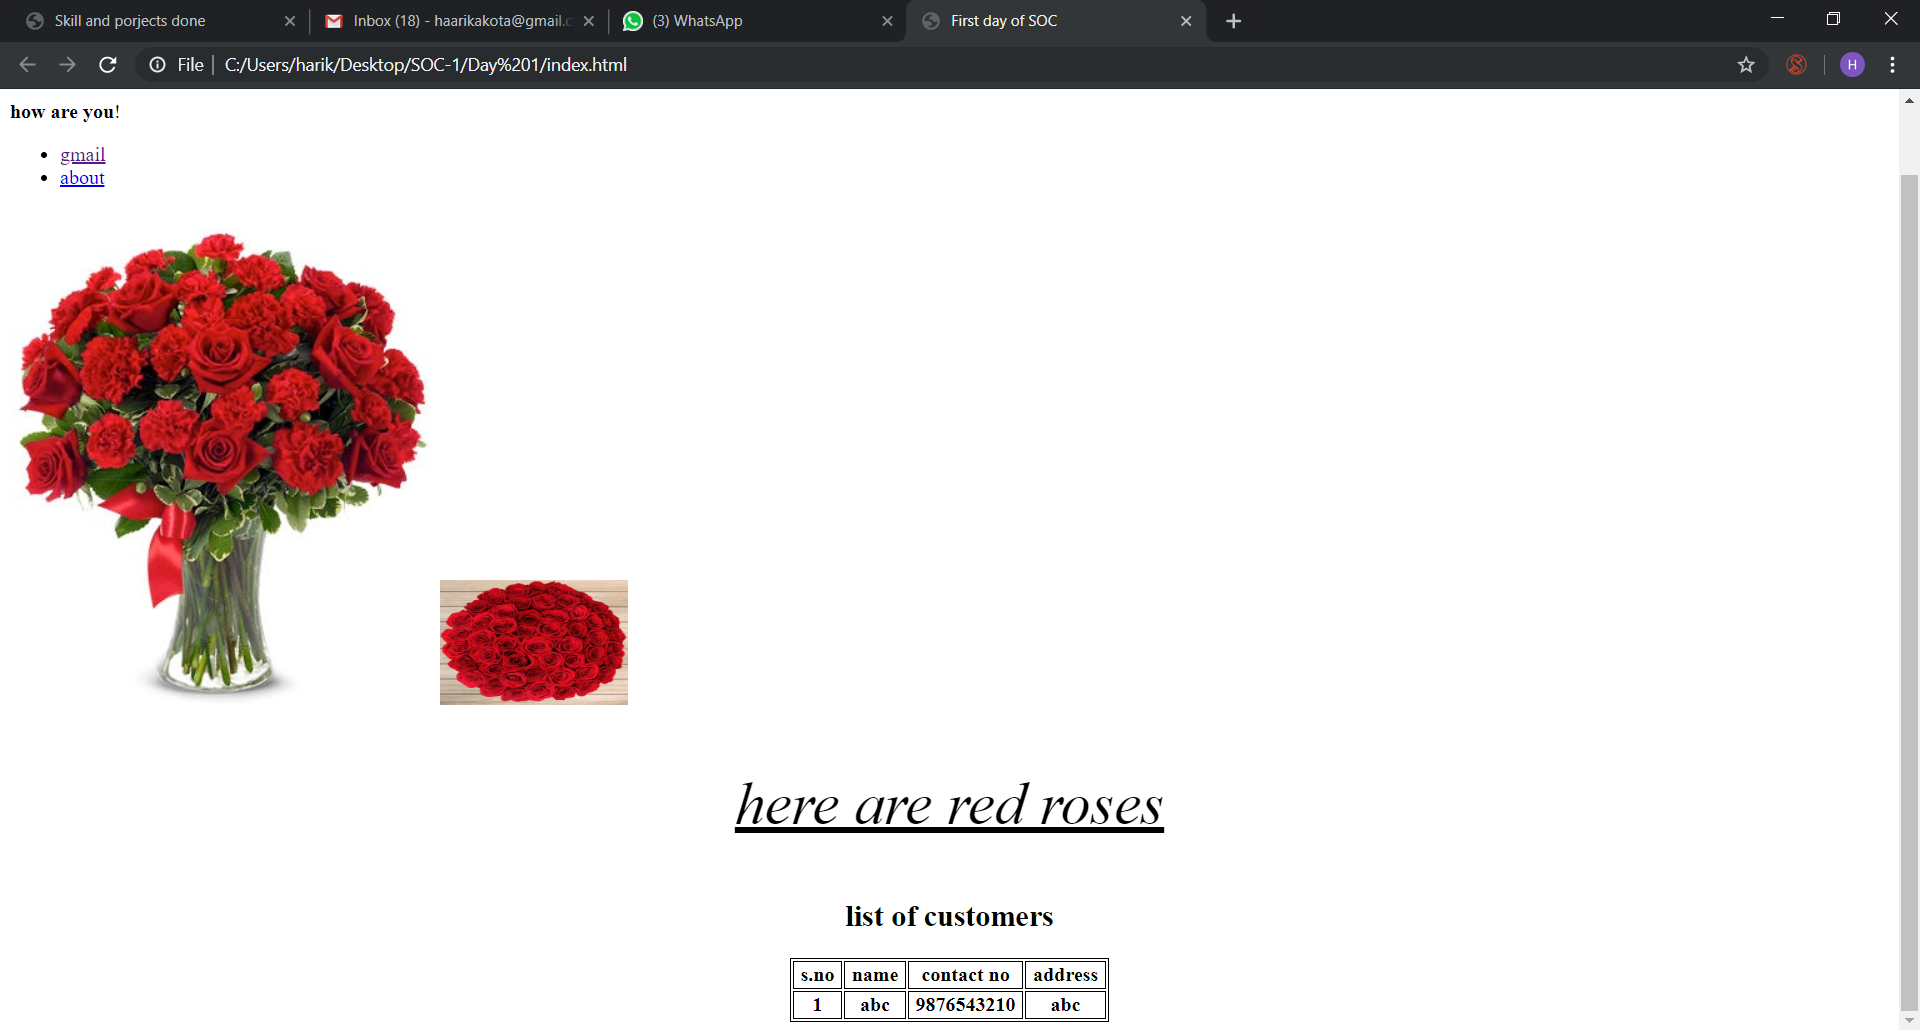 Skill and porjects done
Inbox (18) - haarikakota@gmail.c
(3) WhatsApp
First day of SOC
File
C:/Users/harik/Desktop/SOC-1/Day%201/index.html
H
how are you!
gmail
about
here are red roses
list of customers
s.no name contact no address
1 abc 9876543210 abc